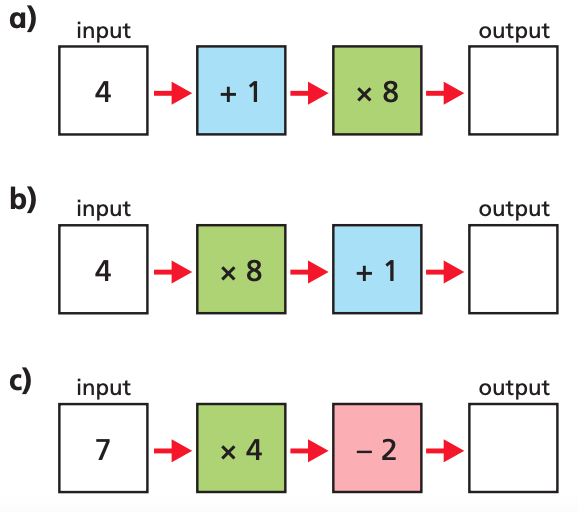 a)
input output
4 + 1 × 8
b)
input output
4 × 8 + 1
c)
input output
7 × 4 − 2